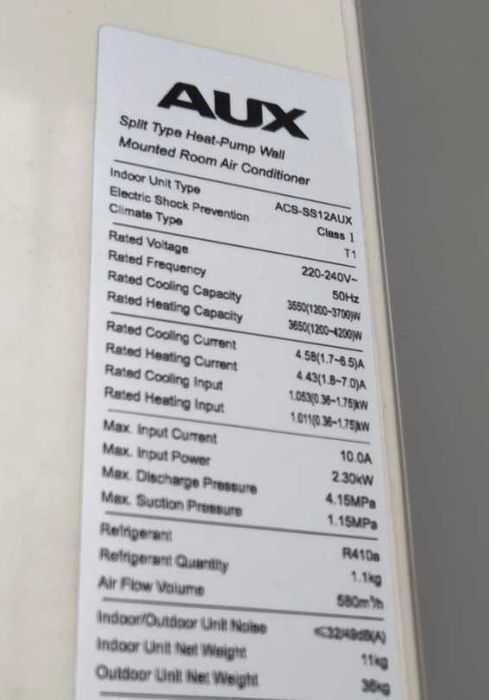 AUX
Split Type Heat-Pump Wall
Mounted Room Air Conditioner
Indoor Unit Type ACS-SS12AUX
Electric Shock Prevention Class I
Climate Type T1
Rated Voltage 220-240V~
Rated Frequency 50Hz
Rated Cooling Capacity 3550(1200~3700)W
Rated Heating Capacity 3650(1200~4200)W
Rated Cooling Current 4.58(1.7~6.5)A
Rated Heating Current 4.43(1.8~7.0)A
Rated Cooling Input 1.053(0.36~1.75)kW
Rated Heating Input 1.011(0.36~1.75)kW
Max. Input Current 10.0A
Max. Input Power 2.30kW
Max. Discharge Pressure 4.15MPa
Max. Suction Pressure 1.15MPa
Refrigerant R410a
Refrigerant Quantity 1.1kg
Air Flow Volume 580m³/h
Indoor/Outdoor Unit Noise ≤32/49dB(A)
Indoor Unit Net Weight 11kg
Outdoor Unit Net Weight 36kg